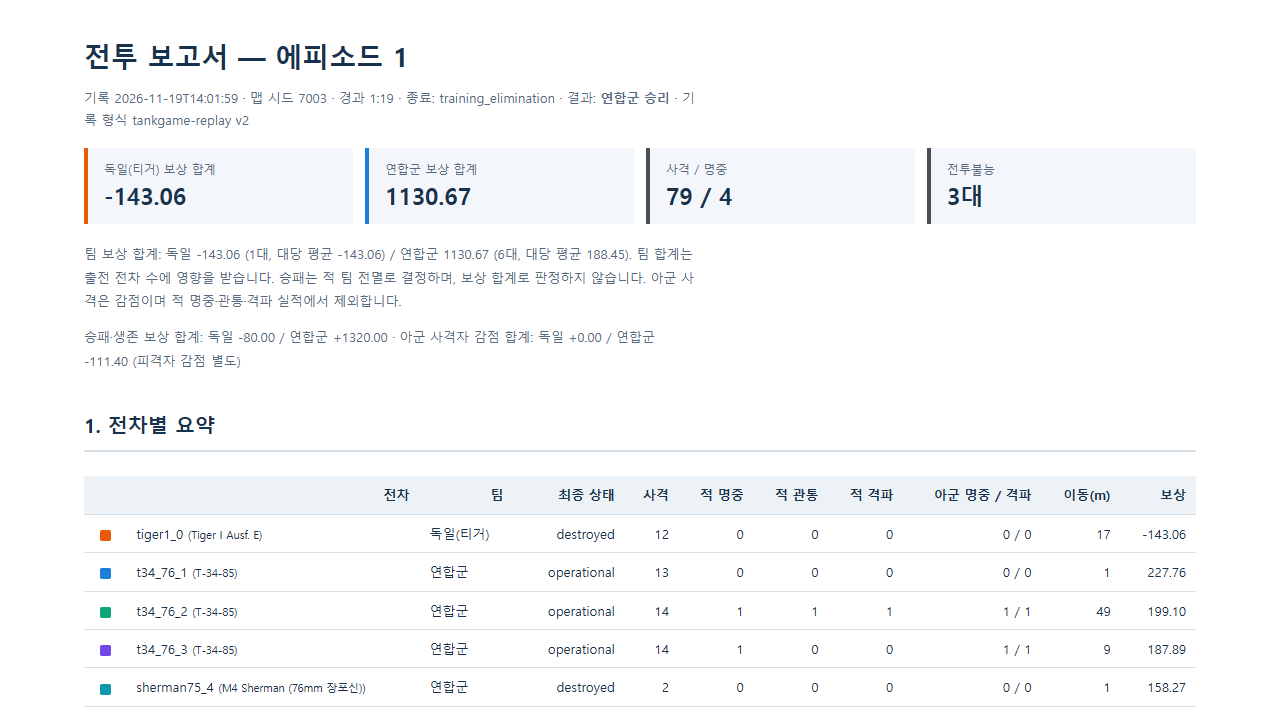 전투 보고서 — 에피소드 1
기록 2026-11-19T14:01:59 · 맵 시드 7003 · 경과 1:19 · 종료: training_elimination · 결과: 연합군 승리 · 기
록 형식 tankgame-replay v2
독일(티거) 보상 합계 연합군 보상 합계 사격 / 명중 전투불능
-143.06 1130.67 79 / 4 3대
팀 보상 합계: 독일 -143.06 (1대, 대당 평균 -143.06) / 연합군 1130.67 (6대, 대당 평균 188.45). 팀 합계는
출전 전차 수에 영향을 받습니다. 승패는 적 팀 전멸로 결정하며, 보상 합계로 판정하지 않습니다. 아군 사
격은 감점이며 적 명중·관통·격파 실적에서 제외합니다.
승패·생존 보상 합계: 독일 -80.00 / 연합군 +1320.00 · 아군 사격자 감점 합계: 독일 +0.00 / 연합군
-111.40 (피격자 감점 별도)
1. 전차별 요약
전차 팀 최종 상태 사격 적 명중 적 관통 적 격파 아군 명중 / 격파 이동(m) 보상
tiger1_0 (Tiger I Ausf. E) 독일(티거) destroyed 12 0 0 0 0 / 0 17 -143.06
t34_76_1 (T-34-85) 연합군 operational 13 0 0 0 0 / 0 1 227.76
t34_76_2 (T-34-85) 연합군 operational 14 1 1 1 1 / 1 49 199.10
t34_76_3 (T-34-85) 연합군 operational 14 1 0 0 1 / 1 9 187.89
sherman75_4 (M4 Sherman (76mm 장포신)) 연합군 destroyed 2 0 0 0 0 / 0 1 158.27